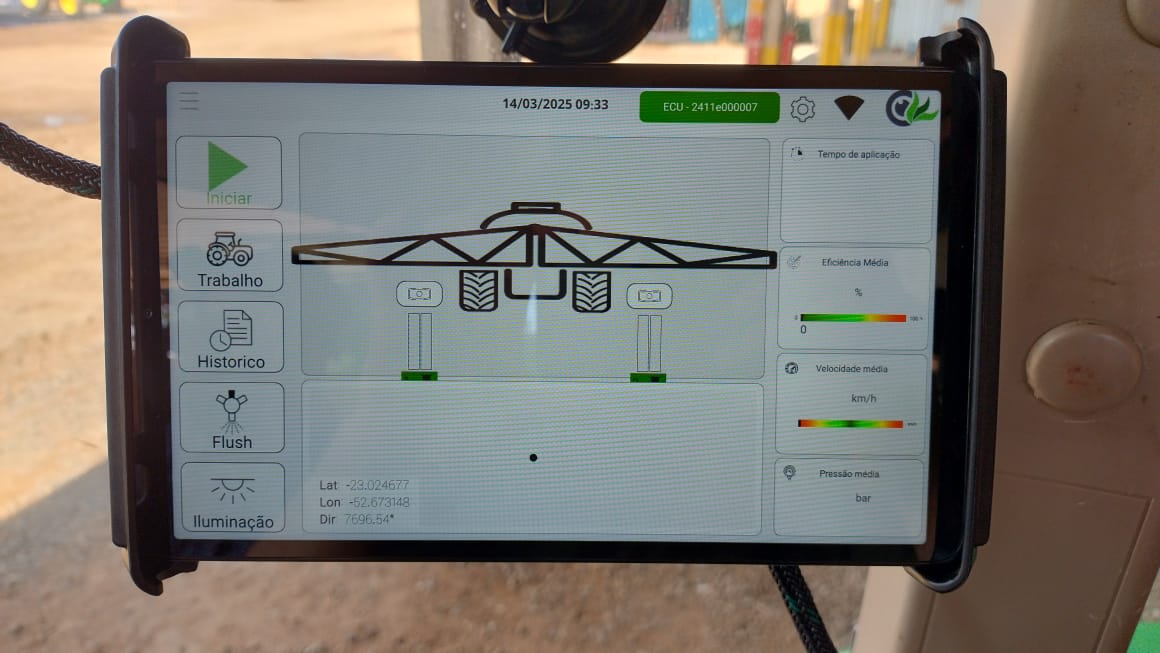 14/03/2025 09:33
ECU - 2411e000007
Iniciar
Trabalho
Historico
Flush
Iluminação
Lat -23.024677
Lon -52.673148
Dir 7696.54°
Tempo de aplicação
Eficiência Média
%
0 100 %
0
Velocidade média
km/h
Pressão média
bar